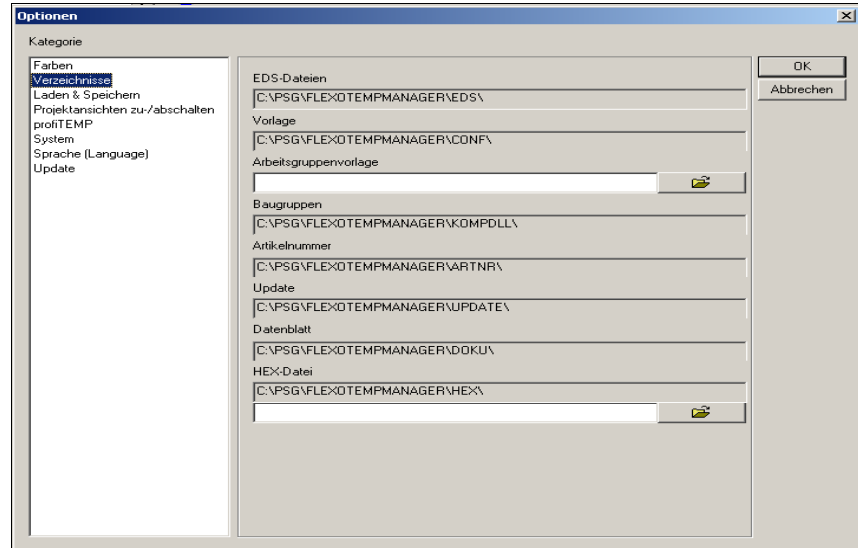 Optionen
Kategorie
Farben
Verzeichnisse
Laden & Speichern
Projektansichten zu-/abschalten
profiTEMP
System
Sprache (Language)
Update
EDS-Dateien
C:\PSG\FLEXOTEMPMANAGER\EDS\
Vorlage
C:\PSG\FLEXOTEMPMANAGER\CONF\
Arbeitsgruppenvorlage
Baugruppen
C:\PSG\FLEXOTEMPMANAGER\KOMPDLL\
Artikelnummer
C:\PSG\FLEXOTEMPMANAGER\ARTNR\
Update
C:\PSG\FLEXOTEMPMANAGER\UPDATE\
Datenblatt
C:\PSG\FLEXOTEMPMANAGER\DOKU\
HEX-Datei
C:\PSG\FLEXOTEMPMANAGER\HEX\
OK
Abbrechen